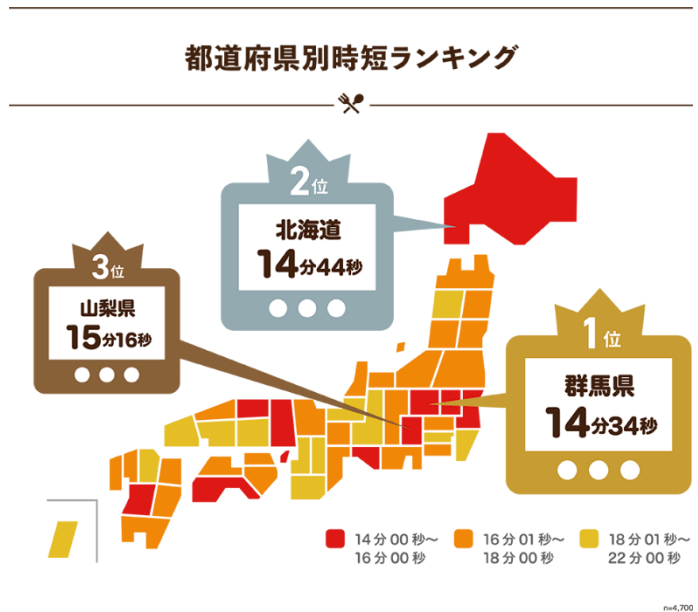 都道府県別時短ランキング
2位
北海道
14分44秒
3位
山梨県
15分16秒
1位
群馬県
14分34秒
14分00秒～
16分00秒
16分01秒～
18分00秒
18分01秒～
22分00秒
n=4,700